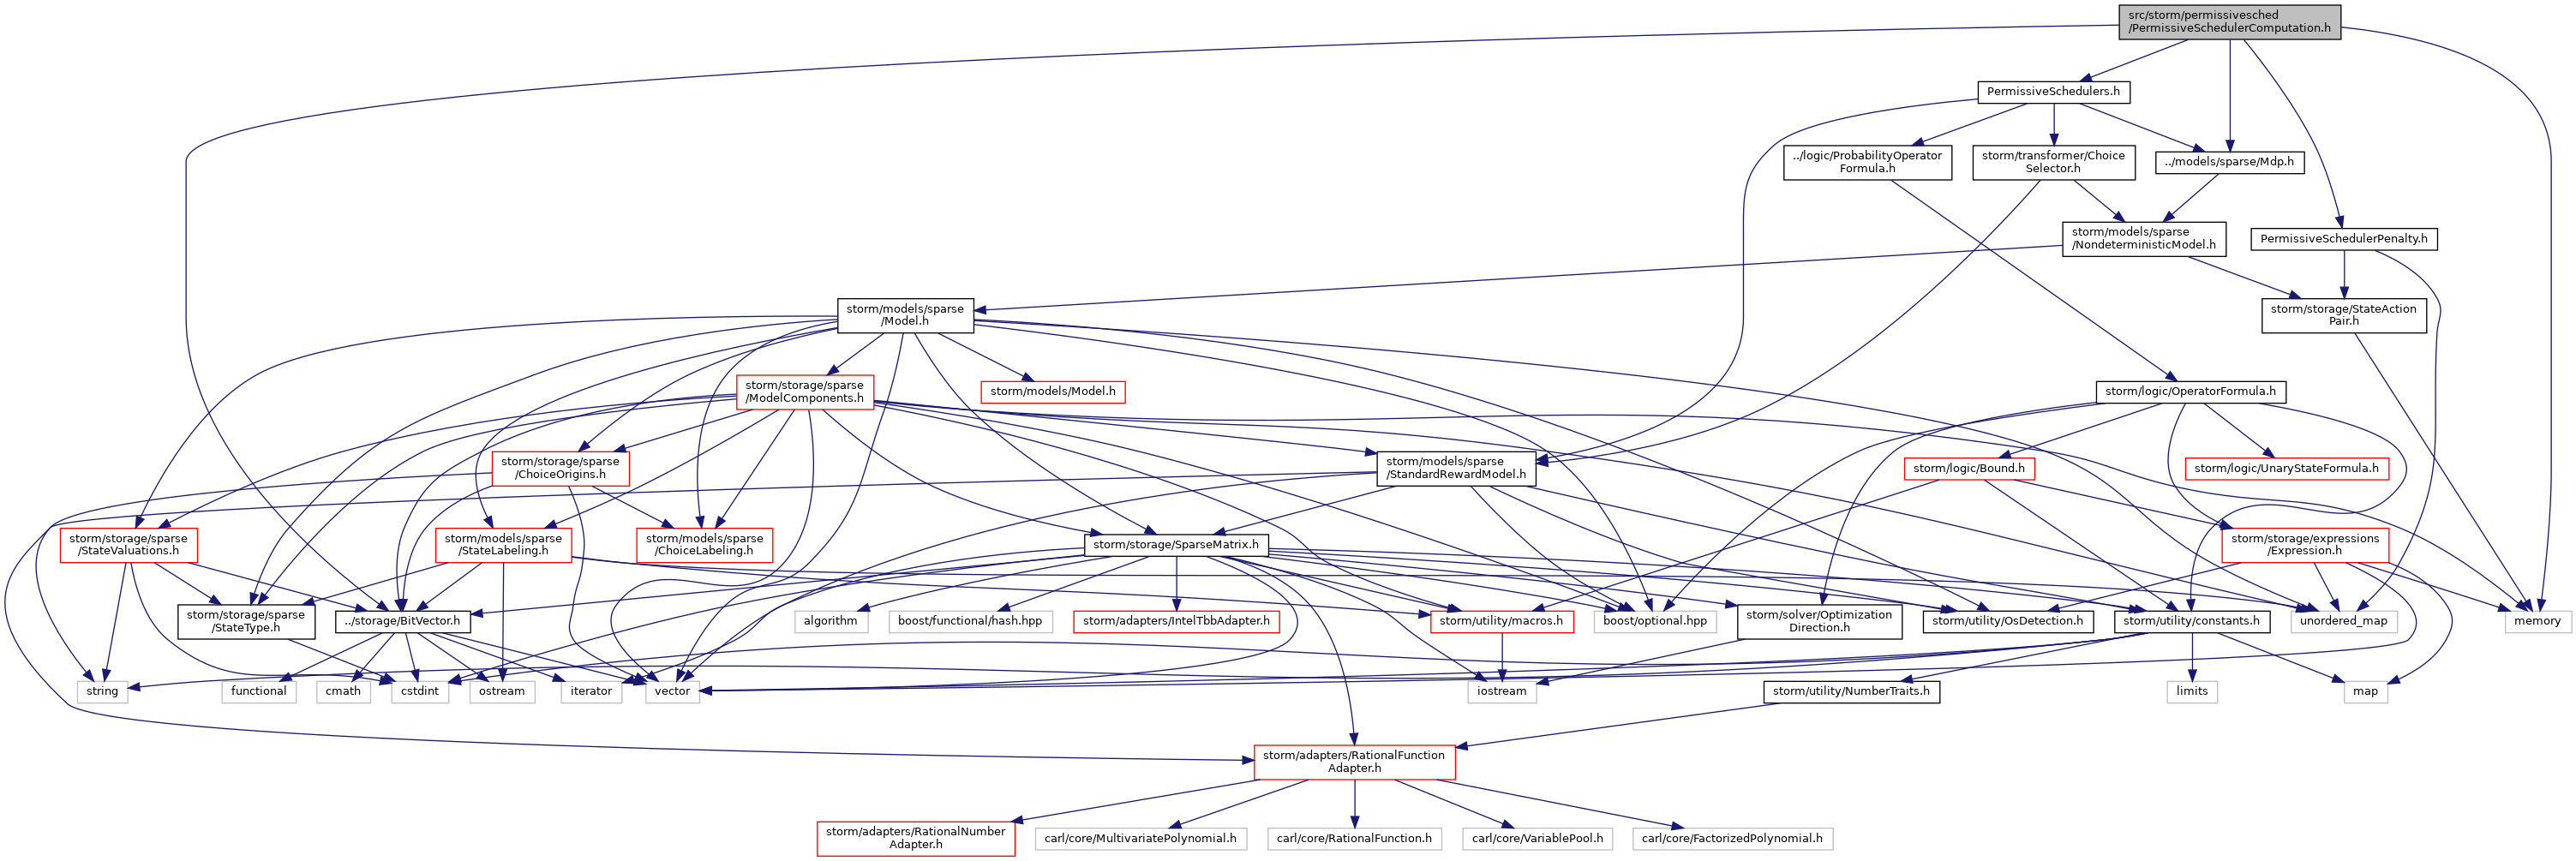 src/storm/permissivesched
/PermissiveSchedulerComputation.h
PermissiveSchedulers.h
../logic/ProbabilityOperator
Formula.h
storm/transformer/Choice
Selector.h
../models/sparse/Mdp.h
storm/models/sparse
/NondeterministicModel.h
PermissiveSchedulerPenalty.h
storm/models/sparse
/Model.h
storm/storage/StateAction
Pair.h
storm/storage/sparse
/ModelComponents.h
storm/models/Model.h
storm/logic/OperatorFormula.h
storm/storage/sparse
/ChoiceOrigins.h
storm/models/sparse
/StandardRewardModel.h
storm/logic/Bound.h
storm/logic/UnaryStateFormula.h
storm/storage/sparse
/StateValuations.h
storm/models/sparse
/StateLabeling.h
storm/models/sparse
/ChoiceLabeling.h
storm/storage/SparseMatrix.h
storm/storage/expressions
/Expression.h
storm/storage/sparse
/StateType.h
../storage/BitVector.h
algorithm
boost/functional/hash.hpp
storm/adapters/IntelTbbAdapter.h
storm/utility/macros.h
boost/optional.hpp
storm/solver/Optimization
Direction.h
storm/utility/OsDetection.h
storm/utility/constants.h
unordered_map
memory
string
functional
cmath
cstdint
ostream
iterator
vector
iostream
storm/utility/NumberTraits.h
limits
map
storm/adapters/RationalFunction
Adapter.h
storm/adapters/RationalNumber
Adapter.h
carl/core/MultivariatePolynomial.h
carl/core/RationalFunction.h
carl/core/VariablePool.h
carl/core/FactorizedPolynomial.h